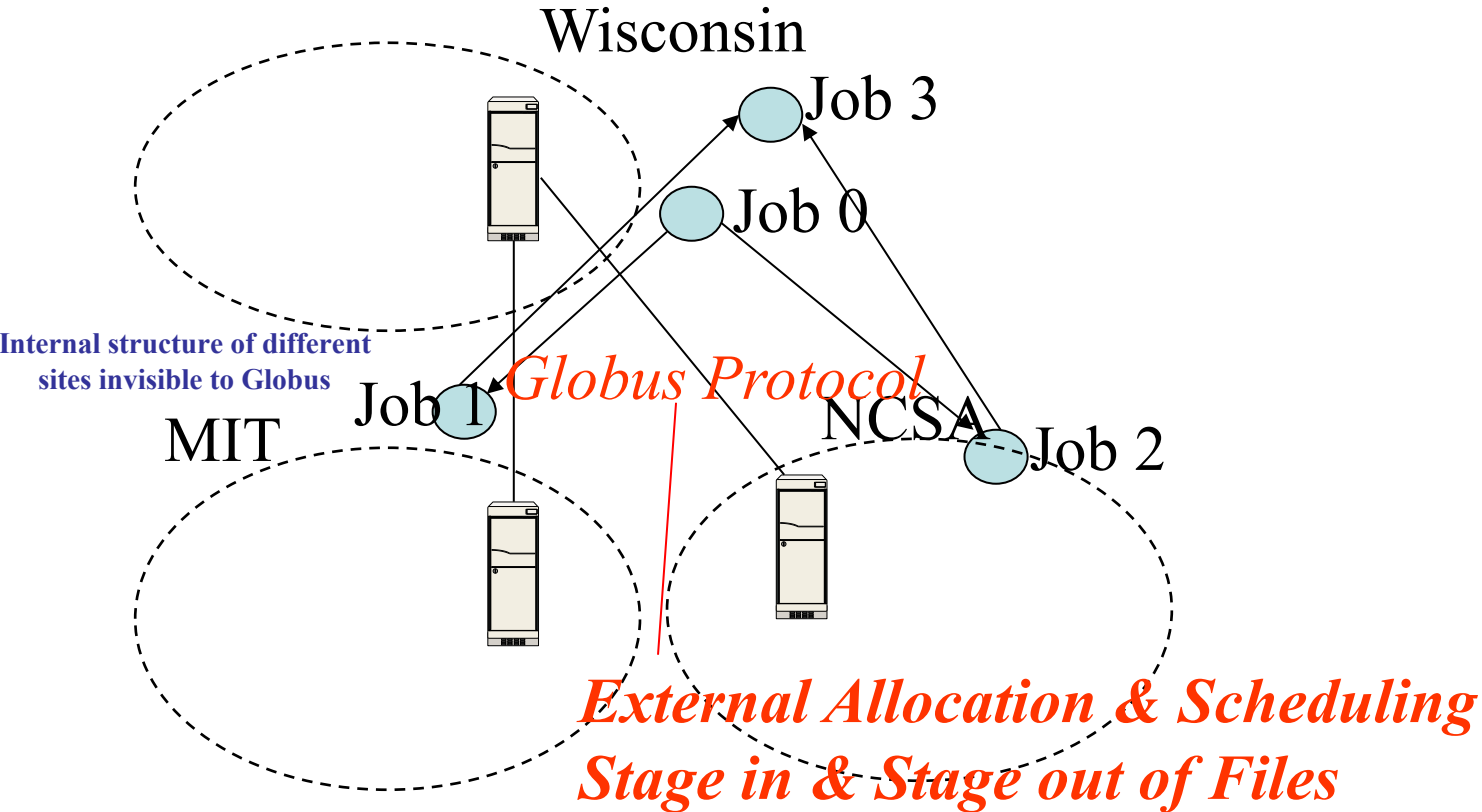 Wisconsin
Job 3
Job 0
Internal structure of different
sites invisible to Globus
Globus Protocol
Job 1
NCSA
MIT
Job 2
External Allocation & Scheduling
Stage in & Stage out of Files